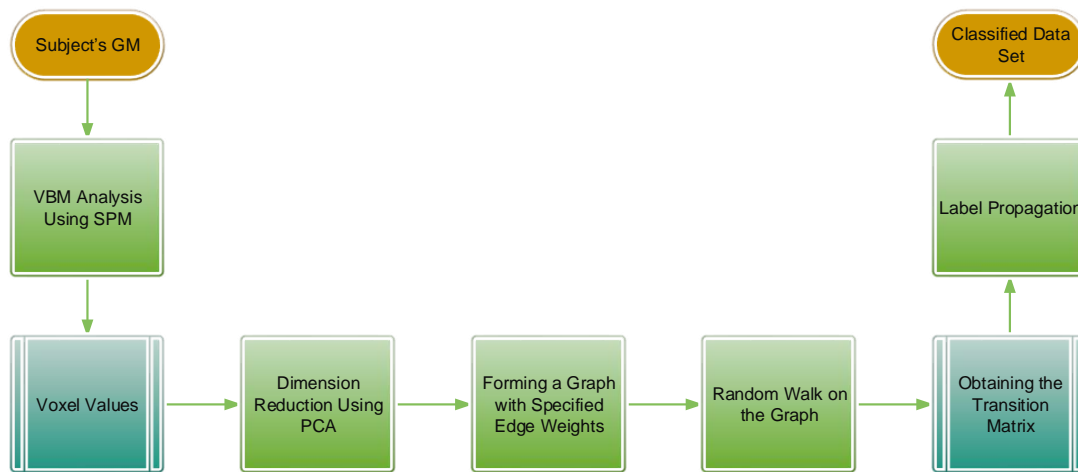 Subject's GM
VBM Analysis
Using SPM
Voxel Values
Dimension
Reduction Using
PCA
Forming a Graph
with Specified
Edge Weights
Random Walk on
the Graph
Obtaining the
Transition
Matrix
Label Propagation
Classified Data
Set